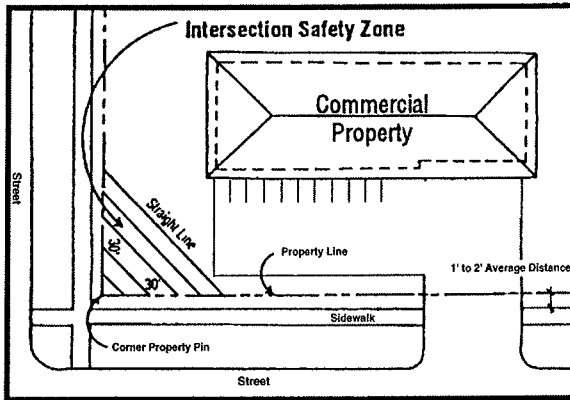 Intersection Safety Zone
Commercial
Property
Street
Straight Line
30'
30'
Property Line
1' to 2' Average Distance
Sidewalk
Corner Property Pin
Street